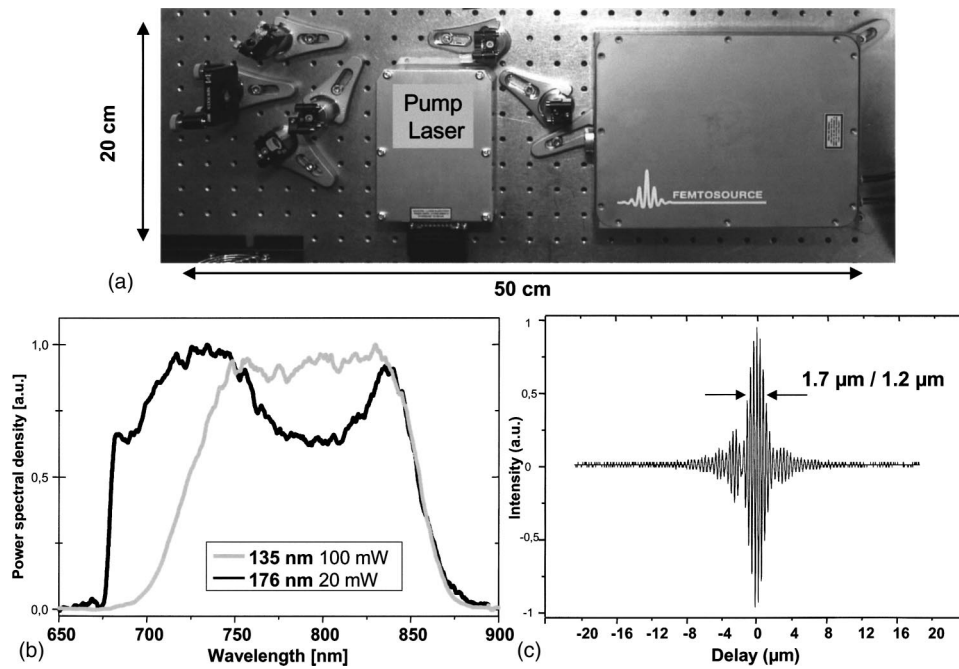 20 cm
Pump
Laser
FEMTOSOURCE
(a)
50 cm
Power spectral density [a.u.]
1,0
0,5
0,0
135 nm 100 mW
176 nm 20 mW
650 700 750 800 850 900
(b)
Wavelength [nm]
Intensity (a.u.)
1
0,5
0
-0,5
-1
1.7 µm / 1.2 µm
-20 -16 -12 -8 -4 0 4 8 12 16 20
(c)
Delay (µm)